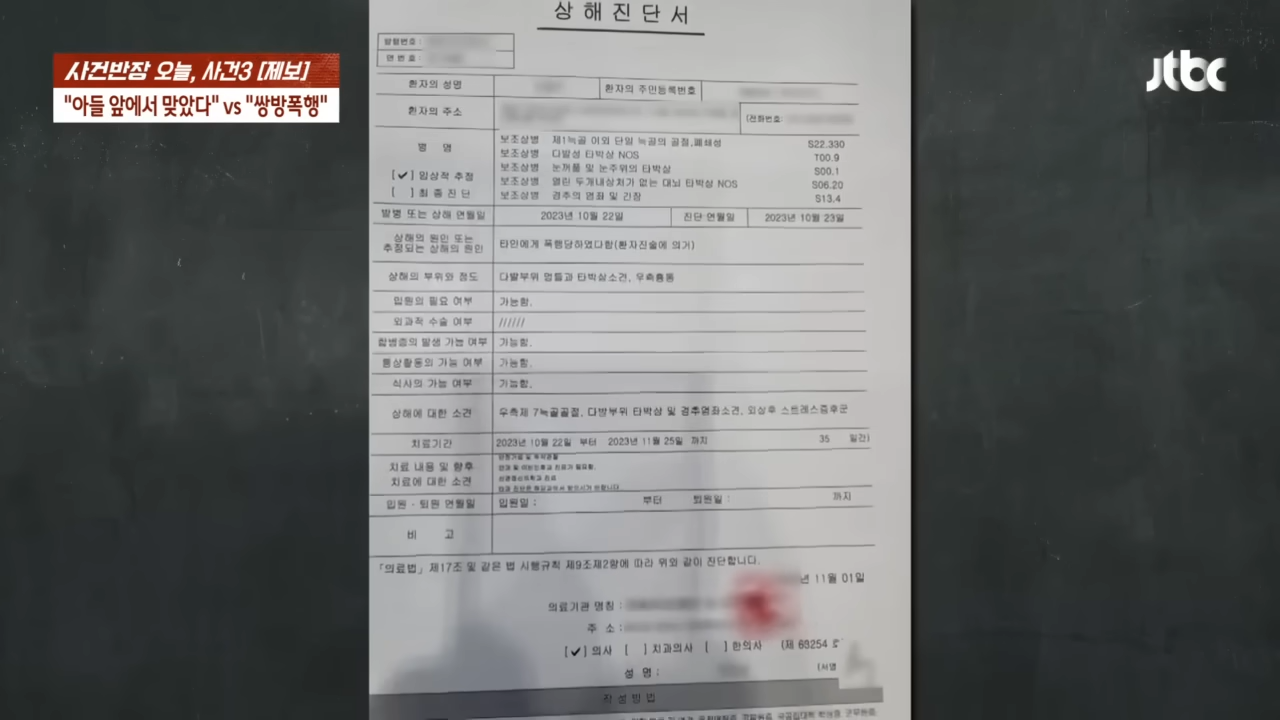 상해진단서
사건반장 오늘, 사건3 [제보]
"아들 앞에서 맞았다" vs "쌍방폭행"
jtbc
등록번호 :
연 번 호 :
환자의 성명 환자의 주민등록번호
환자의 주소 (전화번호:
병 명
[✔] 임상적 추정
[ ] 최 종 진 단
보조상병 제1늑골 이외 단일 늑골의 골절,폐쇄성 S22.330
보조상병 다발성 타박상 NOS T00.9
보조상병 눈꺼풀 및 눈주위의 타박상 S00.1
보조상병 열린 두개내상처가 없는 대뇌 타박상 NOS S06.20
보조상병 경추의 염좌 및 긴장 S13.4
발병 또는 상해 연월일 2023년 10월 22일 진단 연월일 2023년 10월 23일
상해의 원인 또는
추정되는 상해의 원인
타인에게 폭행당하였다함(환자진술에 의거)
상해의 부위와 정도 다발부위 멍듦과 타박상소견, 우측흉통
입원의 필요 여부 가능함.
외과적 수술 여부 //////
합병증의 발생 가능 여부 가능함.
통상활동의 가능 여부 가능함.
식사의 가능 여부 가능함.
상해에 대한 소견 우측제 7늑골골절, 다방부위 타박상 및 경추염좌소견, 외상후 스트레스증후군
치료기간 2023년 10월 22일 부터 2023년 11월 25일 까지 35 일간)
치료 내용 및 향후
치료에 대한 소견
입원 · 퇴원 연월일 입원일 : 부터 퇴원일 : 까지
비 고
「의료법」 제17조 및 같은 법 시행규칙 제9조제2항에 따라 위와 같이 진단합니다.
년 11월 01일
의료기관 명칭 :
주 소 :
[✔] 의사 [ ] 치과의사 [ ] 한의사 (제 63254
성 명 : (서명
작성방법